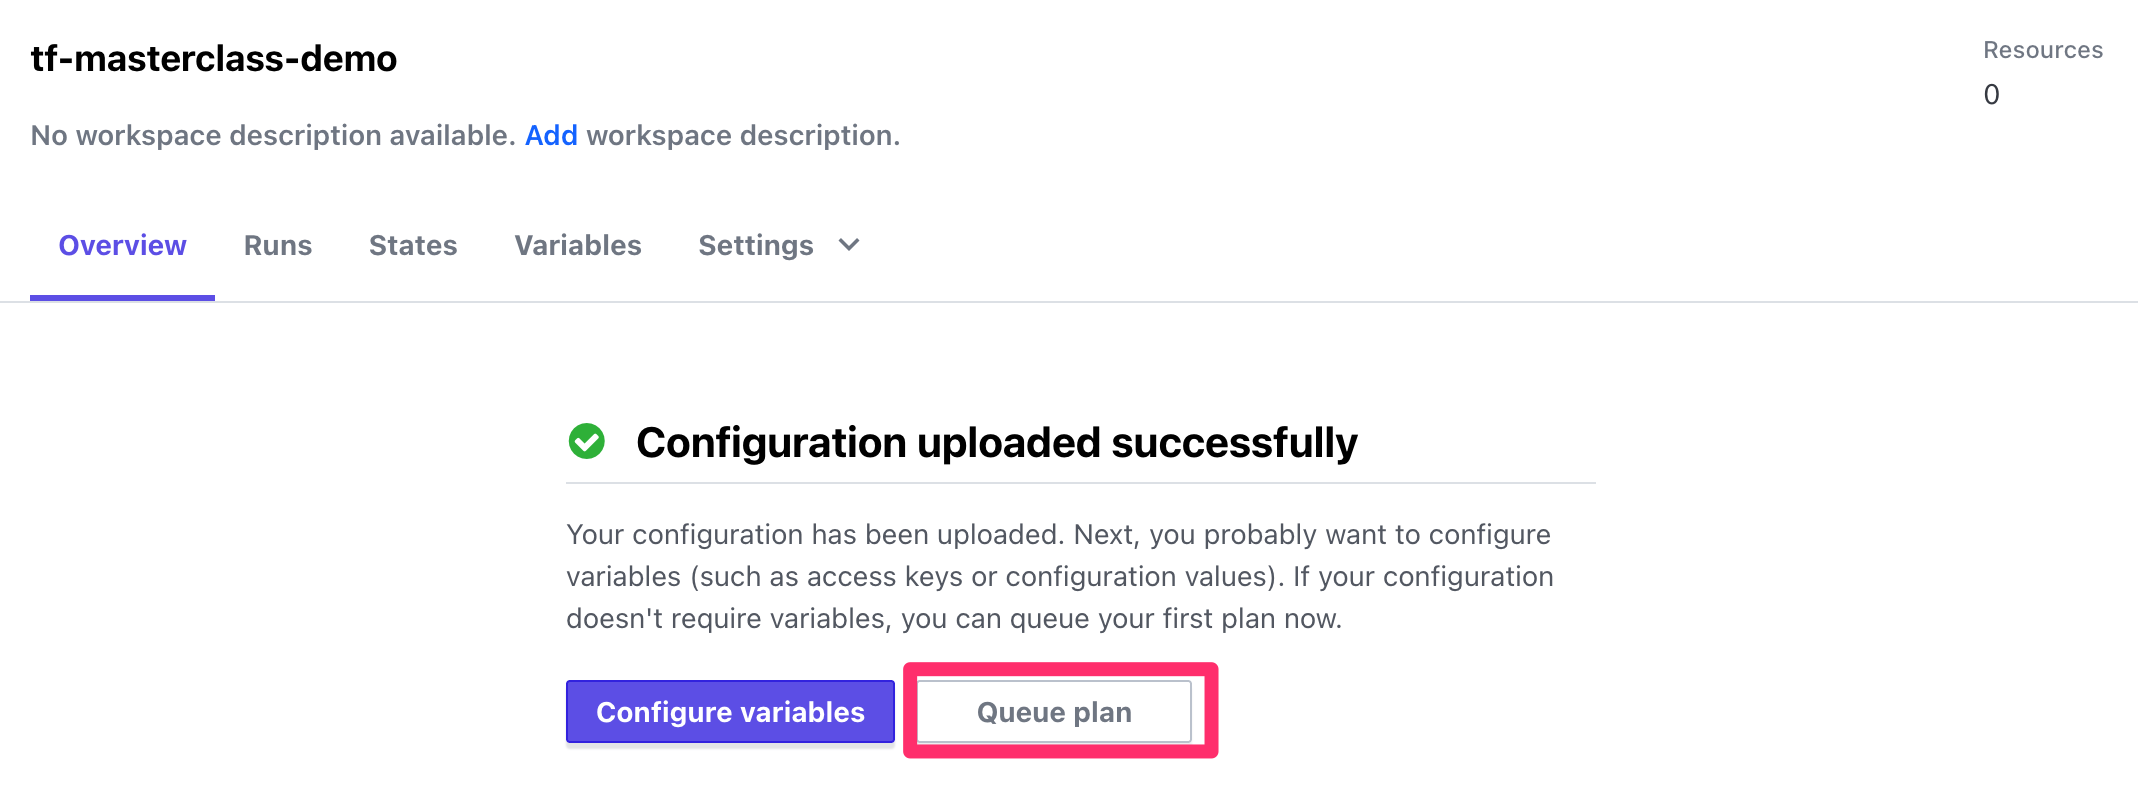 tf-masterclass-demo
Resources
0
No workspace description available. Add workspace description.
Overview Runs States Variables Settings
Configuration uploaded successfully
Your configuration has been uploaded. Next, you probably want to configure
variables (such as access keys or configuration values). If your configuration
doesn't require variables, you can queue your first plan now.
Configure variables Queue plan